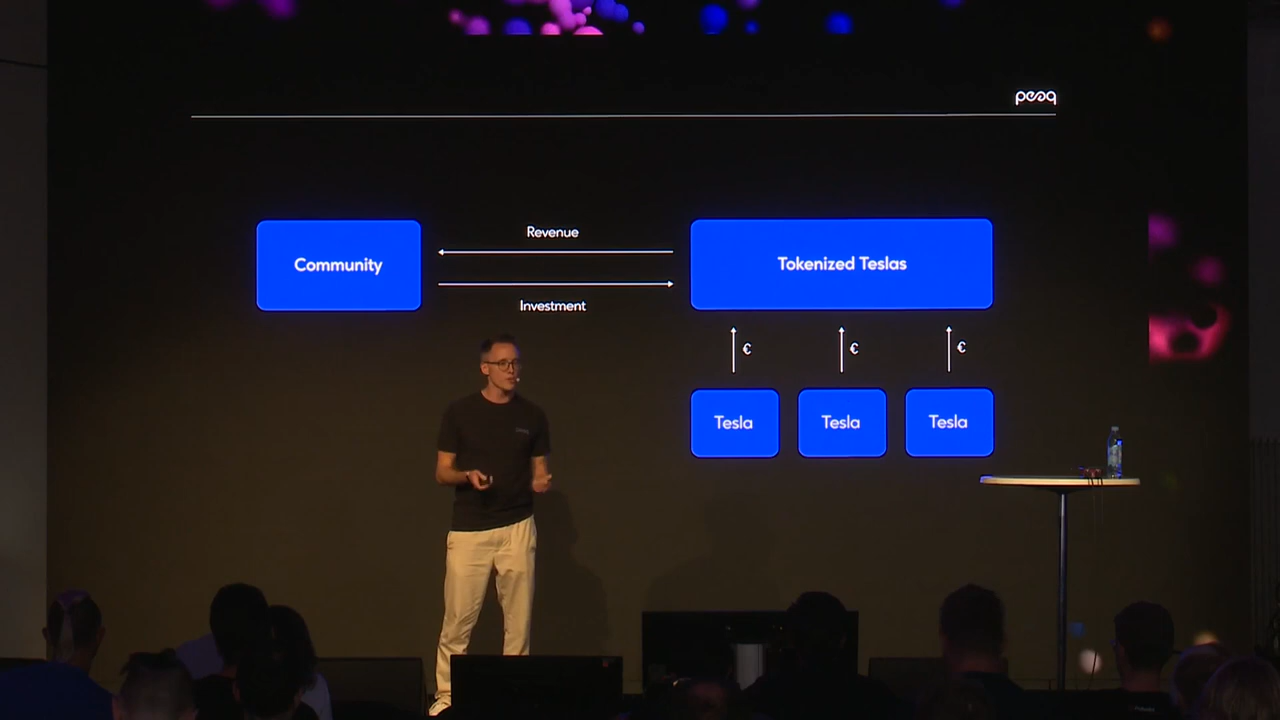 peaq
Community
Revenue
Investment
Tokenized Teslas
€
€
€
Tesla
Tesla
Tesla